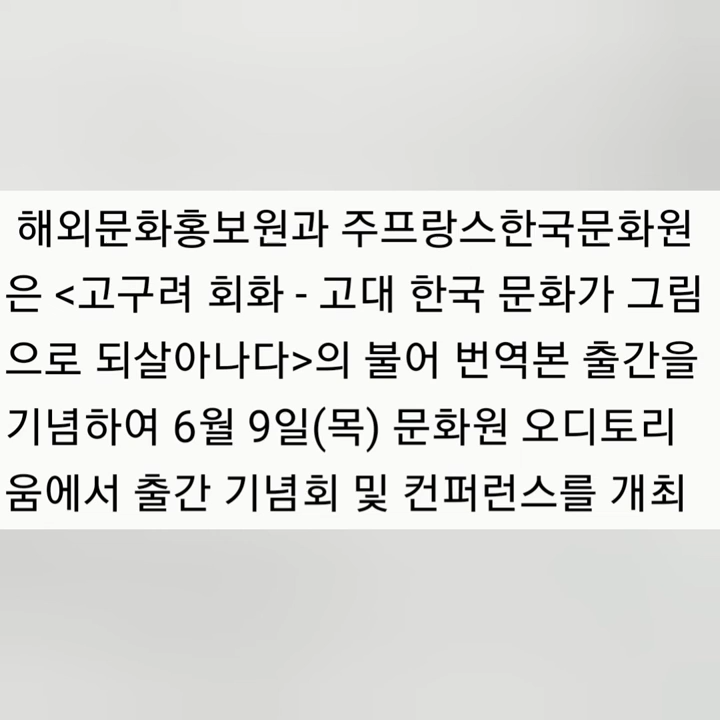 해외문화홍보원과 주프랑스한국문화원
은 <고구려 회화 - 고대 한국 문화가 그림
으로 되살아나다>의 불어 번역본 출간을
기념하여 6월 9일(목) 문화원 오디토리
움에서 출간 기념회 및 컨퍼런스를 개최